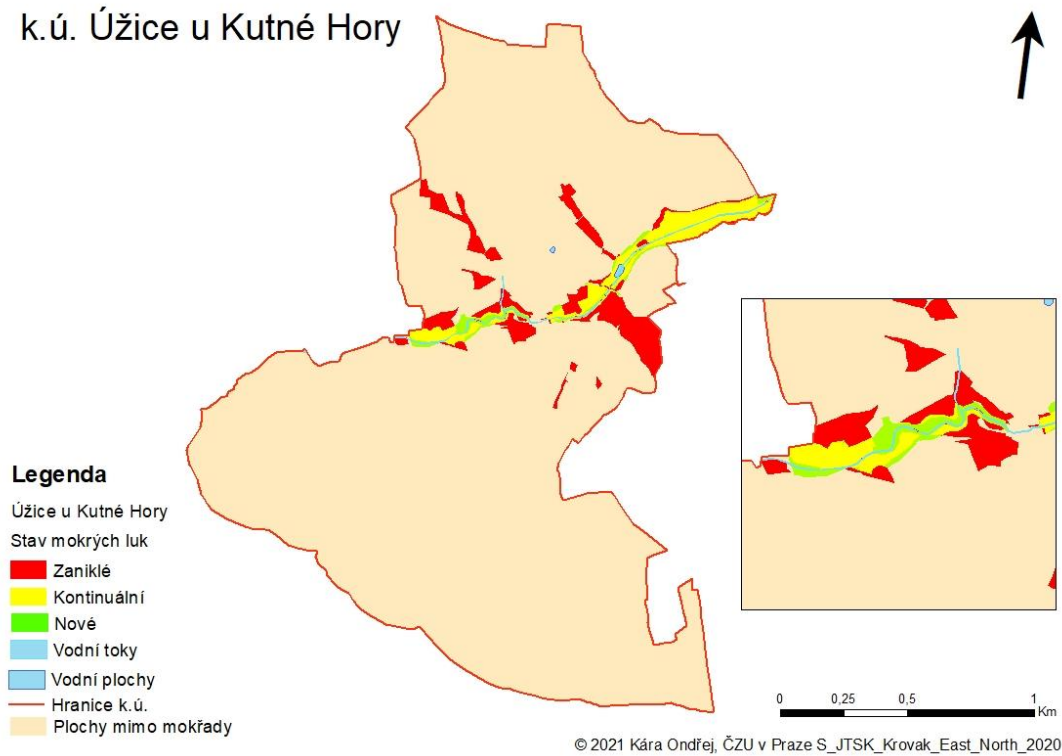 k.ú. Úžice u Kutné Hory
Legenda
Úžice u Kutné Hory
Stav mokrých luk
Zaniklé
Kontinuální
Nové
Vodní toky
Vodní plochy
Hranice k.ú.
Plochy mimo mokřady
0 0,25 0,5 1
Km
© 2021 Kára Ondřej, ČZU v Praze S_JTSK_Krovak_East_North_2020